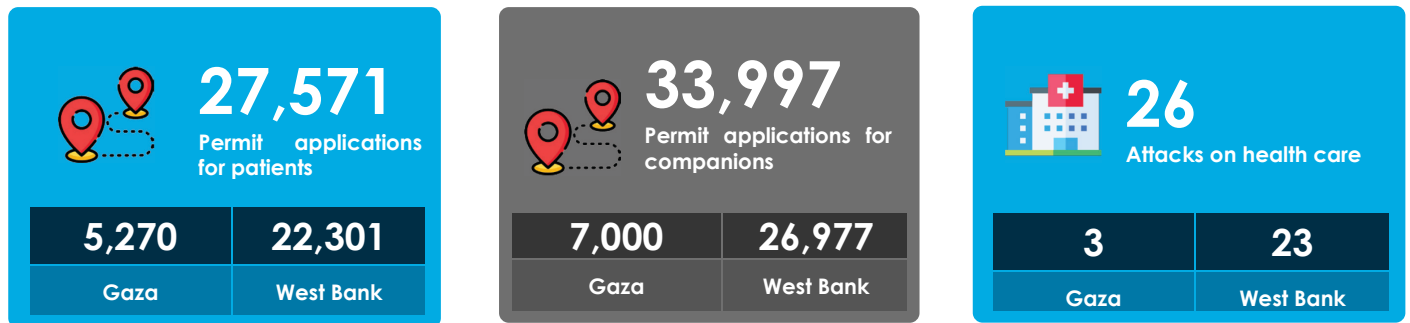 27,571
Permit applications
for patients
5,270
22,301
Gaza
West Bank
33,997
Permit applications for
companions
7,000
26,977
Gaza
West Bank
26
Attacks on health care
3
23
Gaza
West Bank